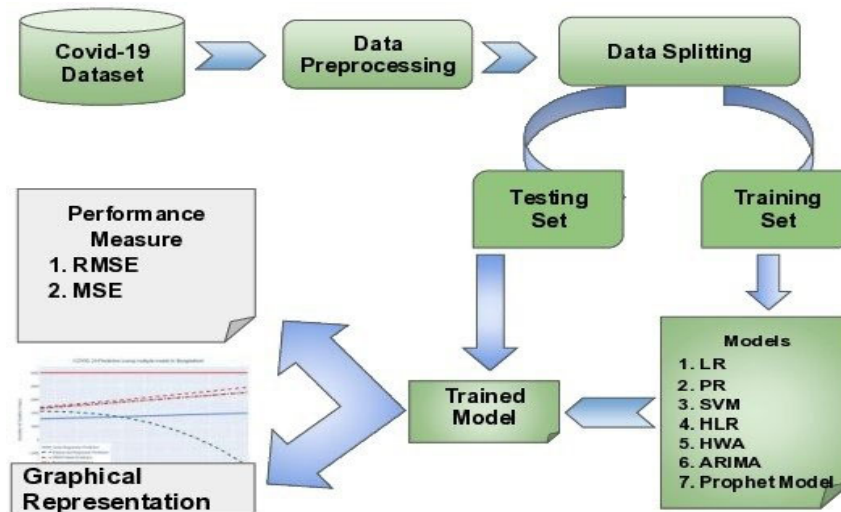 Covid-19
Dataset
Data
Preprocessing
Data Splitting
Testing
Set
Training
Set
Performance
Measure
1. RMSE
2. MSE
Models
1. LR
2. PR
3. SVM
4. HLR
5. HWA
6. ARIMA
7. Prophet Model
Trained
Model
Graphical
Representation